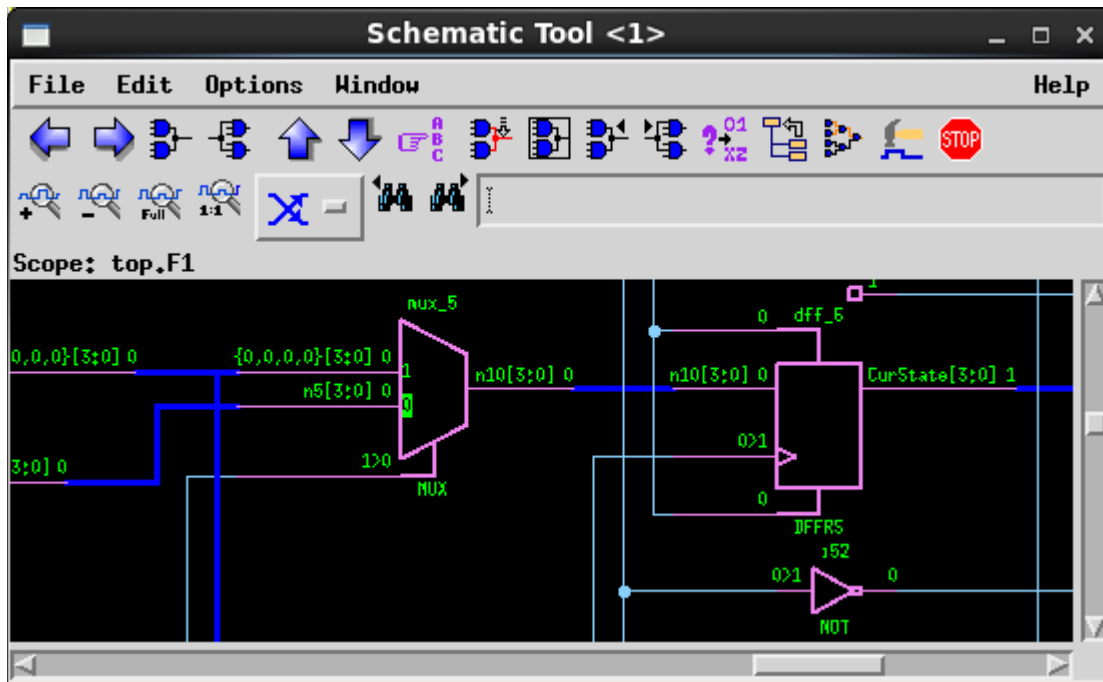 Schematic Tool <1>
File Edit Options Window Help
A
B
C
?
01
XZ
STOP
+
-
Full
1:1
Scope: top.F1
mux_5
1
0 dff_6
0,0,0}[3:0] 0
{0,0,0,0}[3:0] 0
1
n10[3:0] 0
n10[3:0] 0
CurState[3:0] 1
n5[3:0] 0
0
0>1
3:0] 0
1>0
MUX
0
DFFRS
i52
0>1
0
NOT